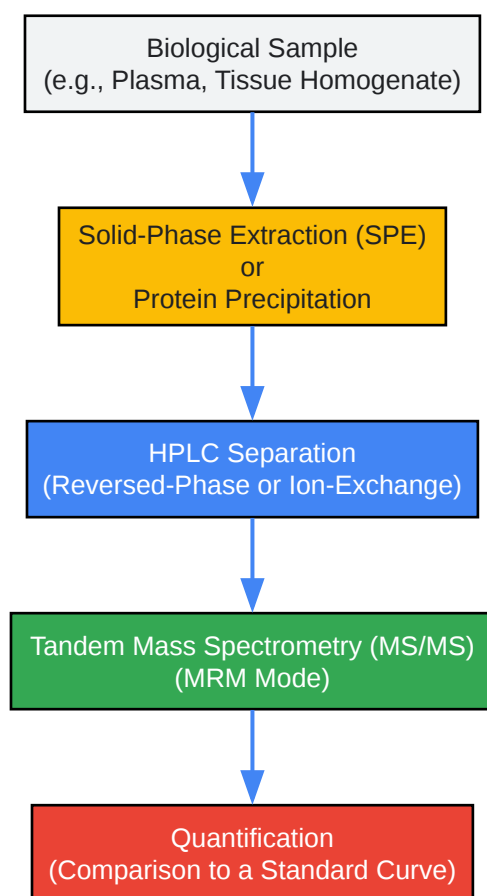 Biological Sample
(e.g., Plasma, Tissue Homogenate)
Solid-Phase Extraction (SPE)
or
Protein Precipitation
HPLC Separation
(Reversed-Phase or Ion-Exchange)
Tandem Mass Spectrometry (MS/MS)
(MRM Mode)
Quantification
(Comparison to a Standard Curve)